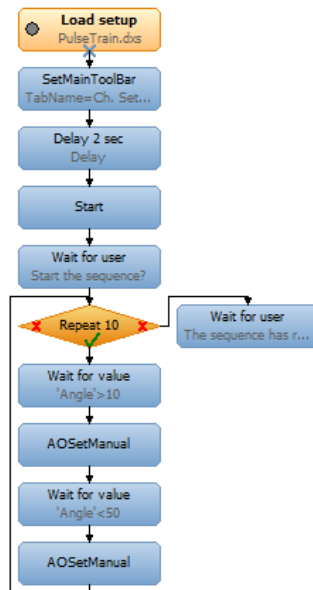 Load setup
PulseTrain.dxs
SetMainToolBar
TabName=Ch. Set...
Delay 2 sec
Delay
Start
Wait for user
Start the sequence?
Repeat 10
Wait for user
The sequence has r...
Wait for value
'Angle'>10
AOSetManual
Wait for value
'Angle'<50
AOSetManual